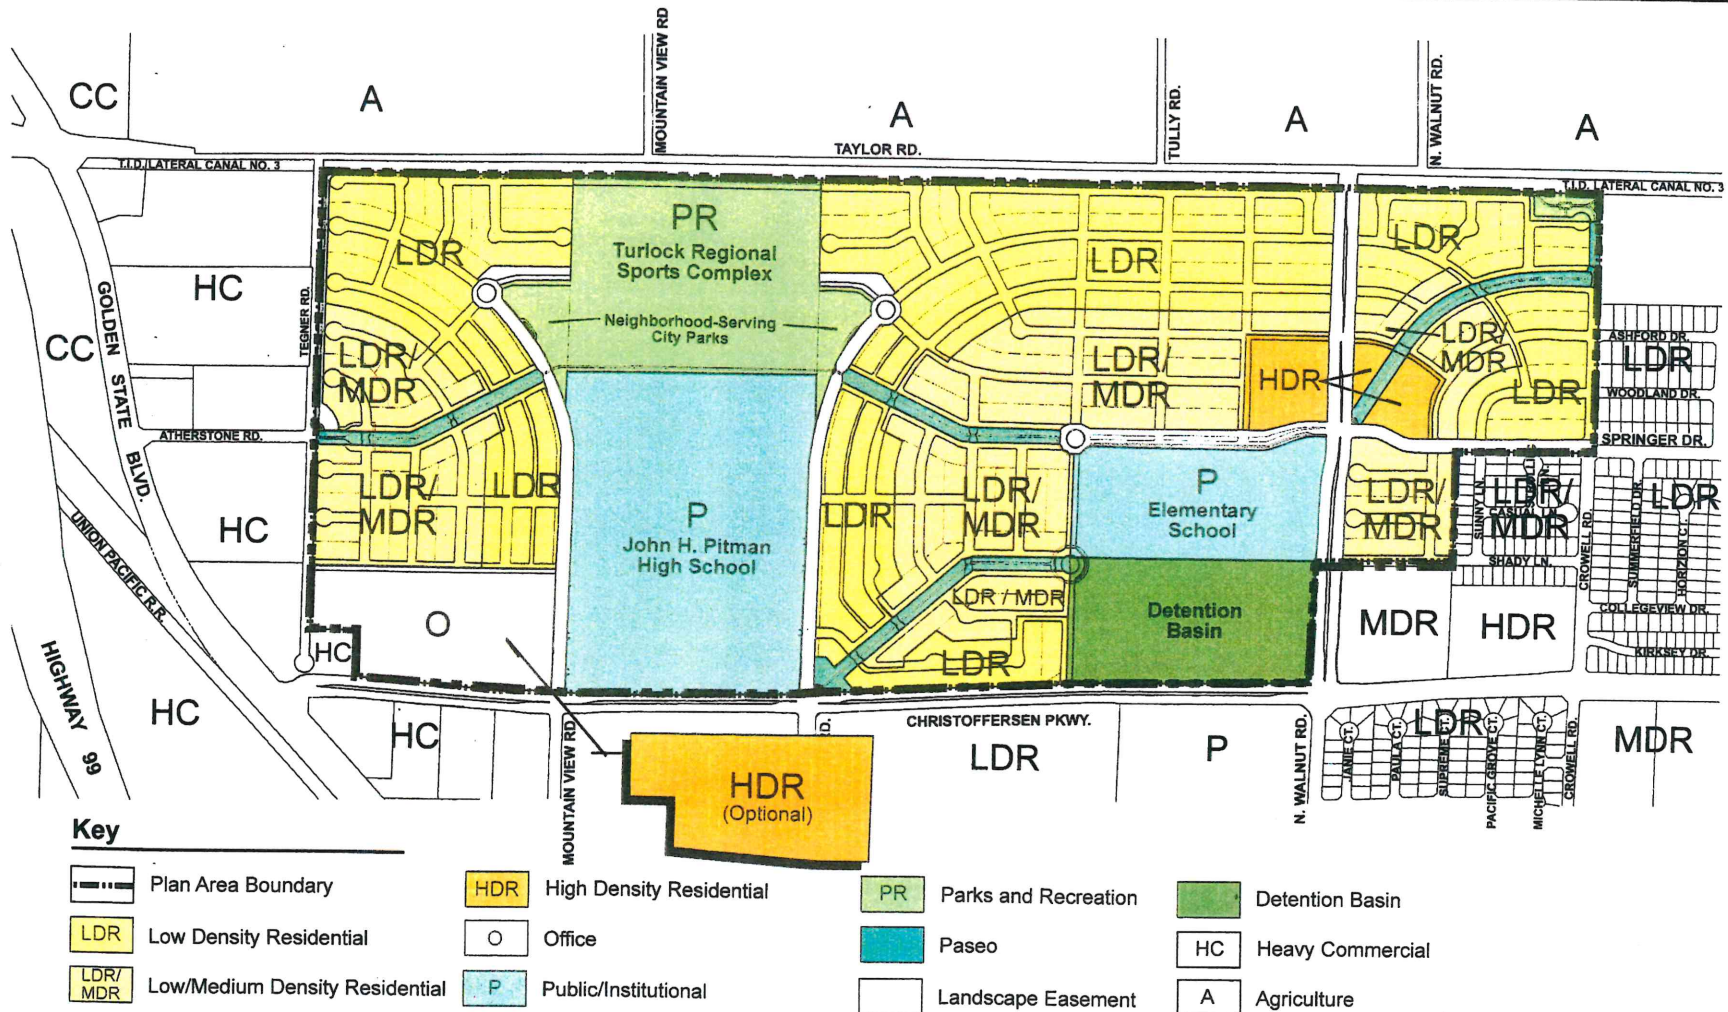 MOUNTAIN VIEW RD
TULLY RD.
N. WALNUT RD.
CC
A
A
A
A
TAYLOR RD.
T.I.D. LATERAL CANAL NO. 3
T.I.D. LATERAL CANAL NO. 3
PR
Turlock Regional
Sports Complex
LDR
LDR
LDR
HC
GOLDEN STATE BLVD.
TEGNER RD.
Neighborhood-Serving
City Parks
CC
LDR/
MDR
LDR/
MDR
HDR
LDR/
MDR
LDR
ASHFORD DR.
LDR
WOODLAND DR.
ATHERSTONE RD.
SPRINGER DR.
HC
LDR/
MDR
LDR
P
John H. Pitman
High School
LDR
LDR/
MDR
P
Elementary
School
LDR/
MDR
SUNNY LN.
LDR/
MDR
CASUAL LN.
CROWELL RD.
SUMMERFIELD DR.
HORIZON CT.
LDR
SHADY LN.
UNION PACIFIC R.R.
O
HC
LDR / MDR
LDR
Detention
Basin
MDR
HDR
COLLEGEVIEW DR.
KIRKSEY DR.
HIGHWAY 99
HC
HC
MOUNTAIN VIEW RD.
RD.
CHRISTOFFERSEN PKWY.
LDR
P
N. WALNUT RD.
LDR
JANIE CT.
PAULA CT.
SUPREME CT.
PACIFIC GROVE CT.
MICHELLE LYNN CT.
CROWELL RD.
MDR
HDR
(Optional)
Key
Plan Area Boundary
LDR Low Density Residential
LDR/
MDR Low/Medium Density Residential
HDR High Density Residential
O Office
P Public/Institutional
PR Parks and Recreation
Paseo
Landscape Easement
Detention Basin
HC Heavy Commercial
A Agriculture